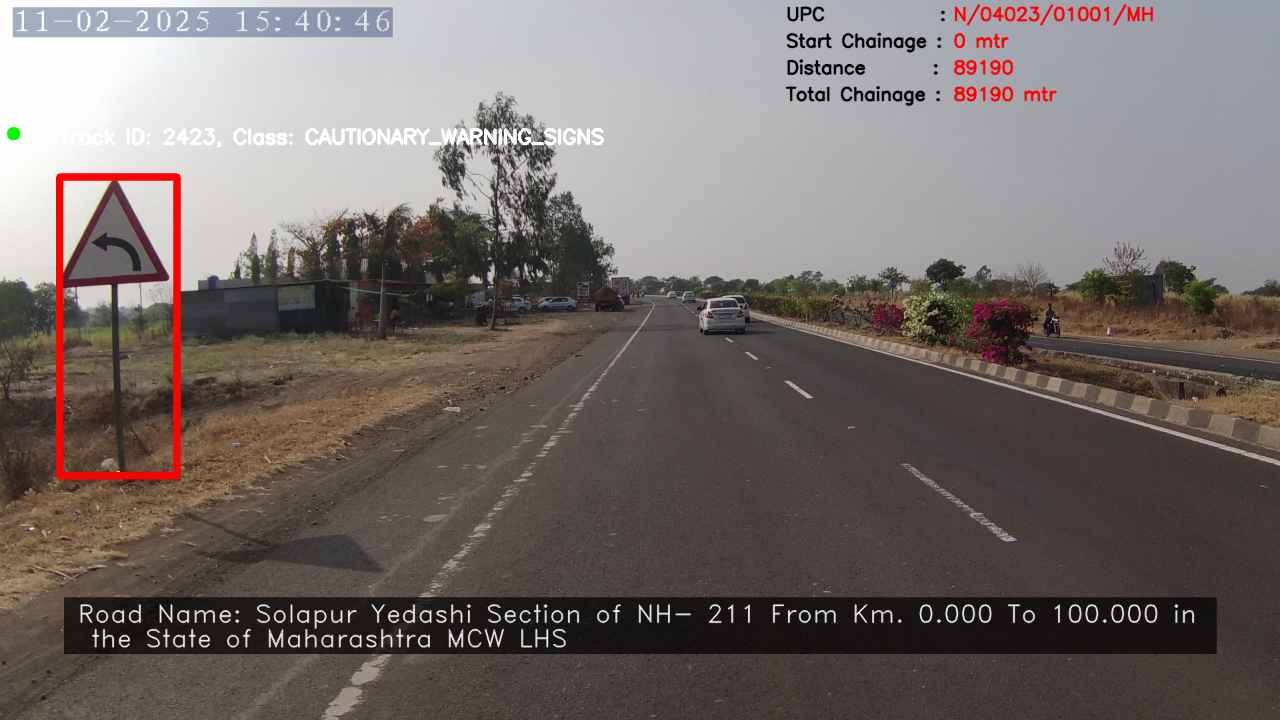 11-02-2025 15:40:46
UPC : N/04023/01001/MH
Start Chainage : 0 mtr
Distance : 89190
Total Chainage : 89190 mtr
Track ID: 2423, Class: CAUTIONARY_WARNING_SIGNS
Road Name: Solapur Yedashi Section of NH- 211 From Km. 0.000 To 100.000 in
the State of Maharashtra MCW LHS